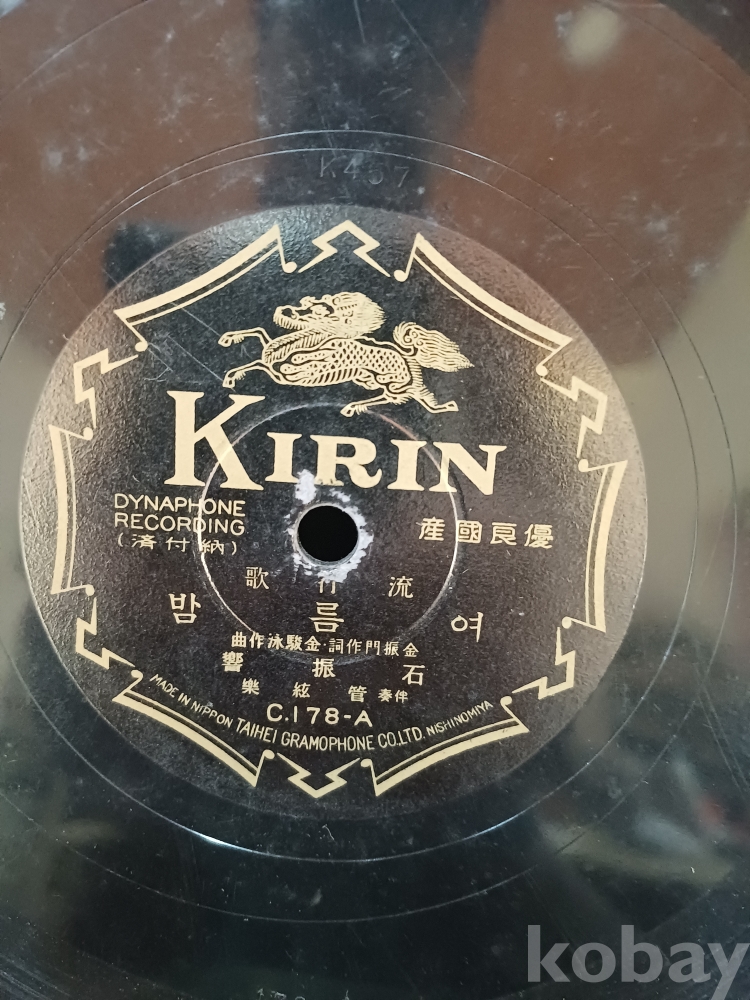 K457
KIRIN
DYNAPHONE
RECORDING
(納付済)
優良國産
流行歌
여름밤
金振門作詞·金駿泳作曲
石振響
伴奏 管絃樂
C.178-A
MADE IN NIPPON TAIHEI GRAMOPHONE CO.LTD. NISHINOMIYA
kobay